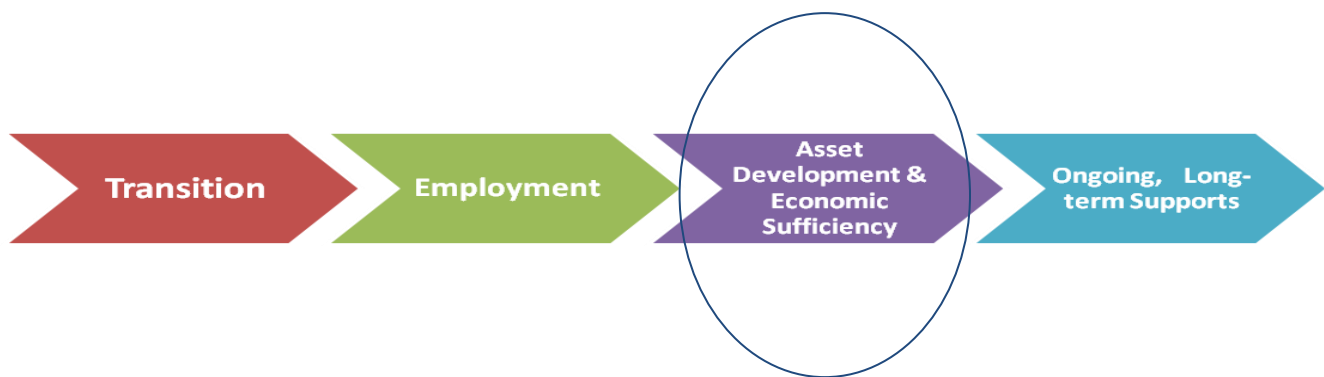 Transition
Employment
Asset
Development &
Economic
Sufficiency
Ongoing, Long-
term Supports